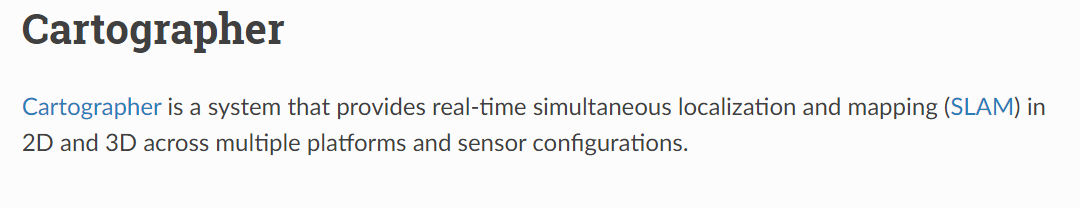 Cartographer
Cartographer is a system that provides real-time simultaneous localization and mapping (SLAM) in
2D and 3D across multiple platforms and sensor configurations.